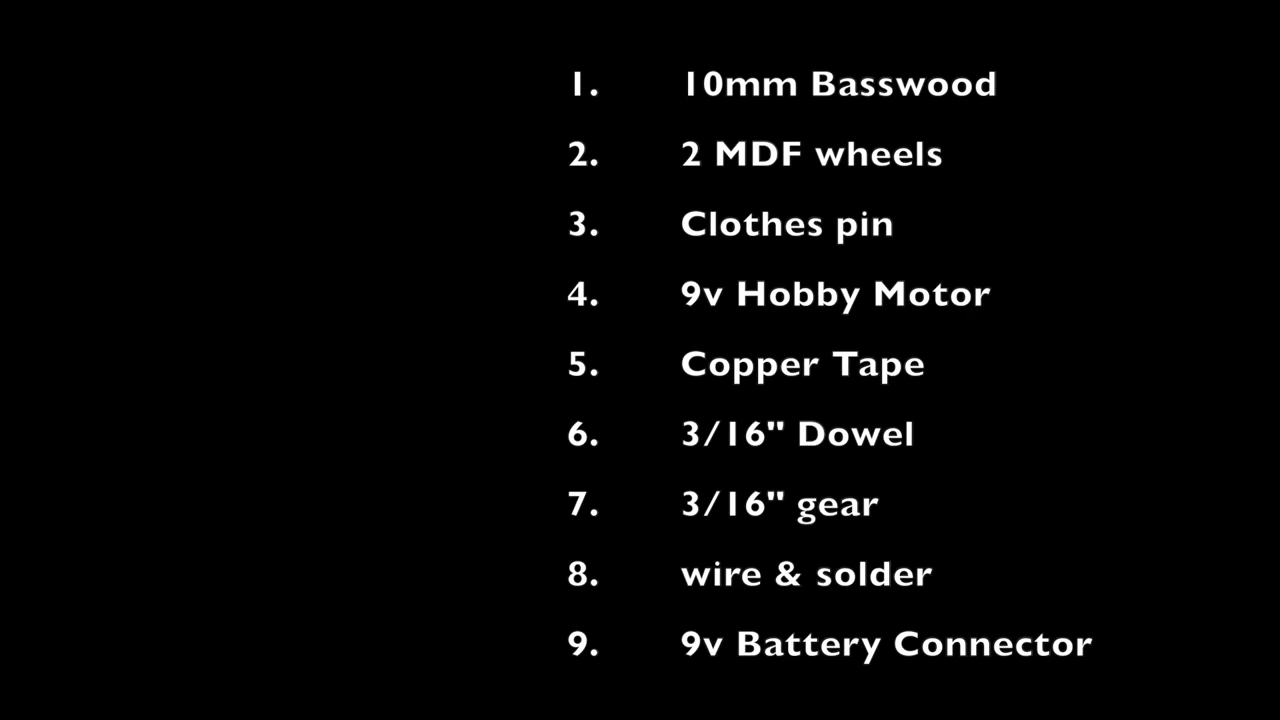 1. 10mm Basswood
2. 2 MDF wheels
3. Clothes pin
4. 9v Hobby Motor
5. Copper Tape
6. 3/16" Dowel
7. 3/16" gear
8. wire & solder
9. 9v Battery Connector